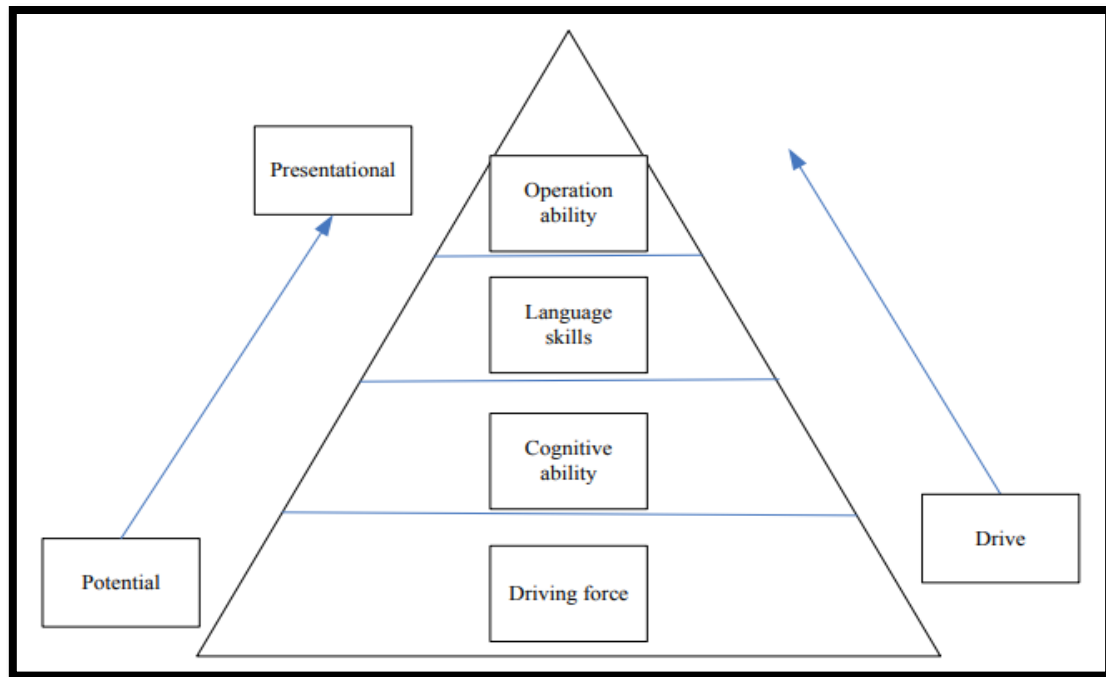 Presentational
Operation
ability
Language
skills
Cognitive
ability
Drive
Potential
Driving force